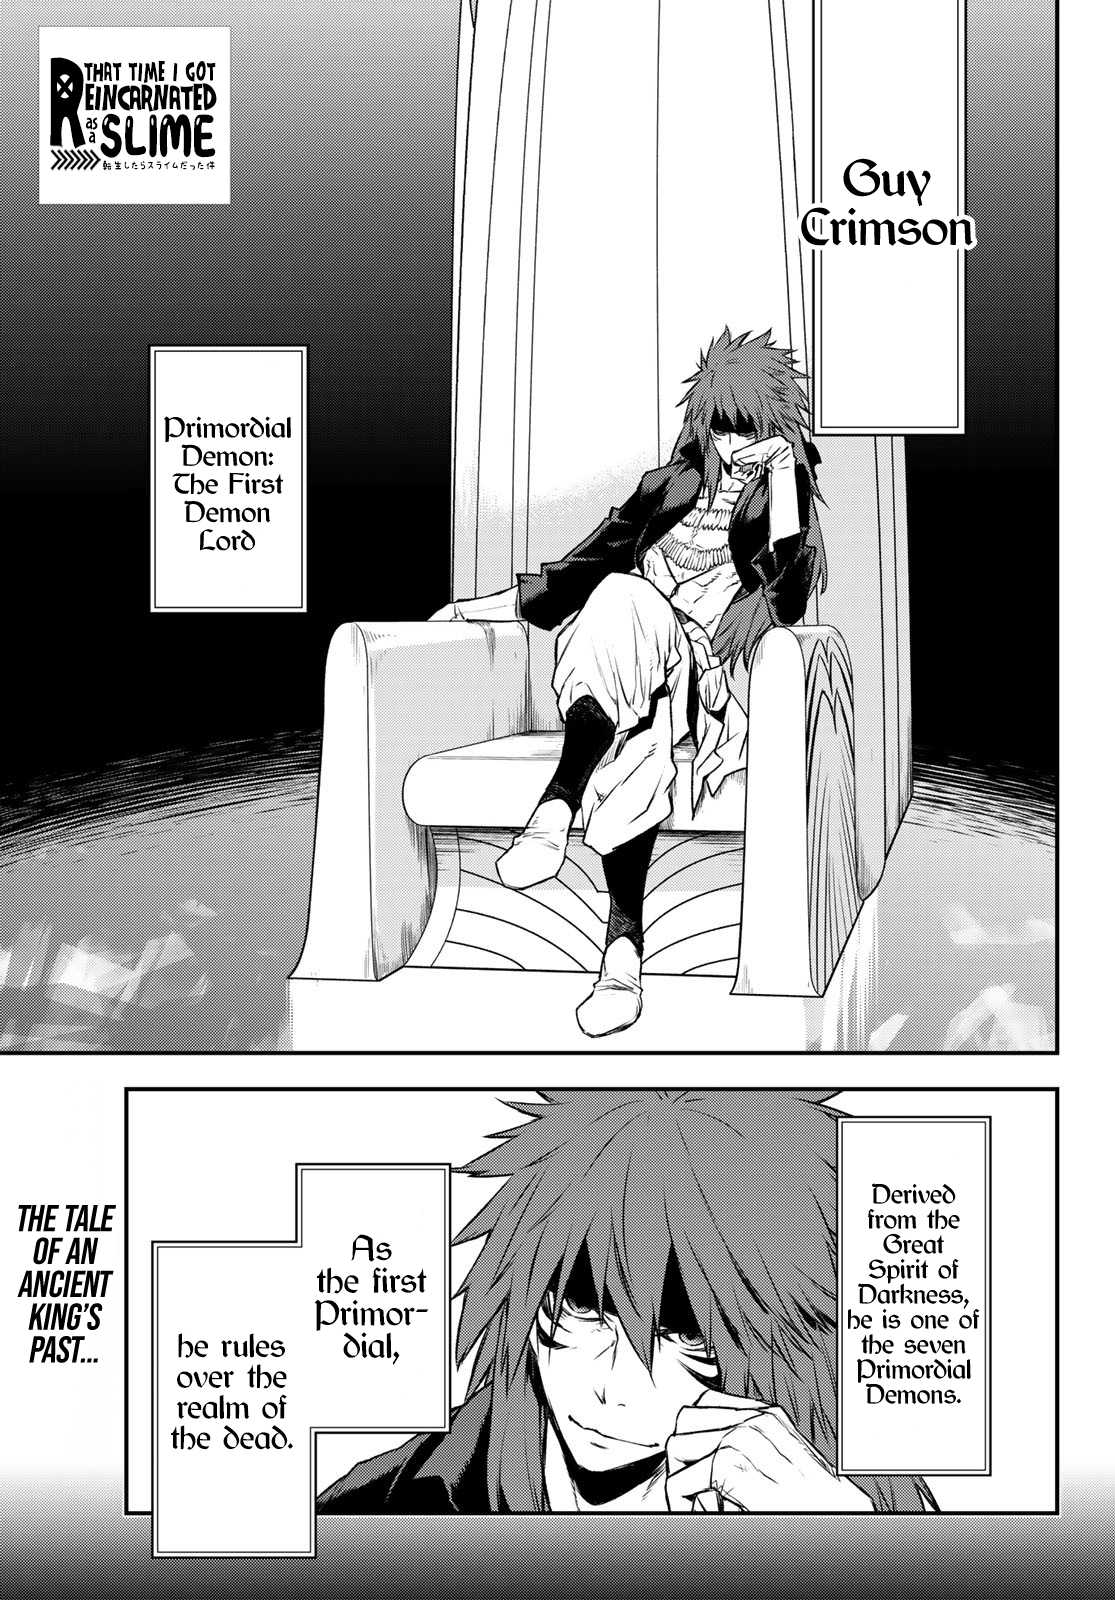 THAT TIME I GOT
REINCARNATED
as a
SLIME
転生したらスライムだった件
Guy
Crimson
Primordial
Demon:
The First
Demon
Lord
Derived
from the
Great
Spirit of
Darkness,
he is one of
the seven
Primordial
Demons.
As
the first
Primor-
dial,
he rules
over the
realm of
the dead.
THE TALE
OF AN
ANCIENT
KING'S
PAST...